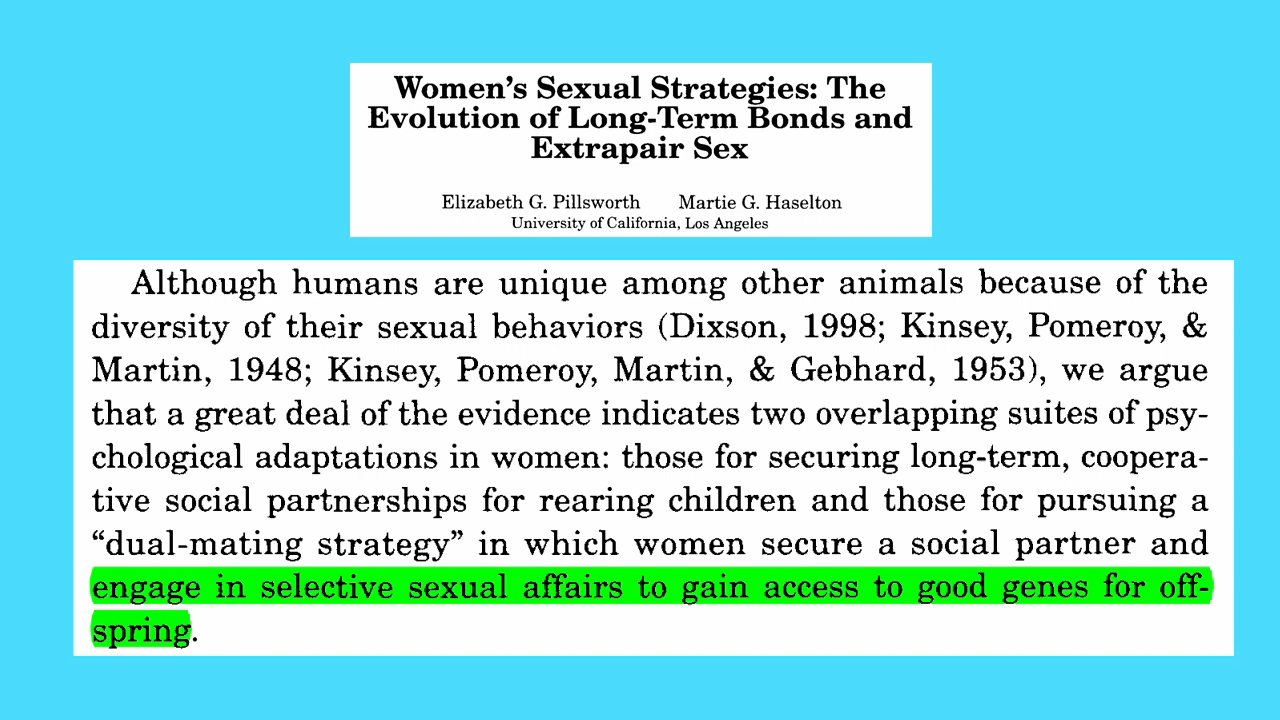 Women's Sexual Strategies: The
Evolution of Long-Term Bonds and
Extrapair Sex
Elizabeth G. Pillsworth Martie G. Haselton
University of California, Los Angeles
Although humans are unique among other animals because of the
diversity of their sexual behaviors (Dixson, 1998; Kinsey, Pomeroy, &
Martin, 1948; Kinsey, Pomeroy, Martin, & Gebhard, 1953), we argue
that a great deal of the evidence indicates two overlapping suites of psy-
chological adaptations in women: those for securing long-term, coopera-
tive social partnerships for rearing children and those for pursuing a
“dual-mating strategy” in which women secure a social partner and
engage in selective sexual affairs to gain access to good genes for off-
spring.